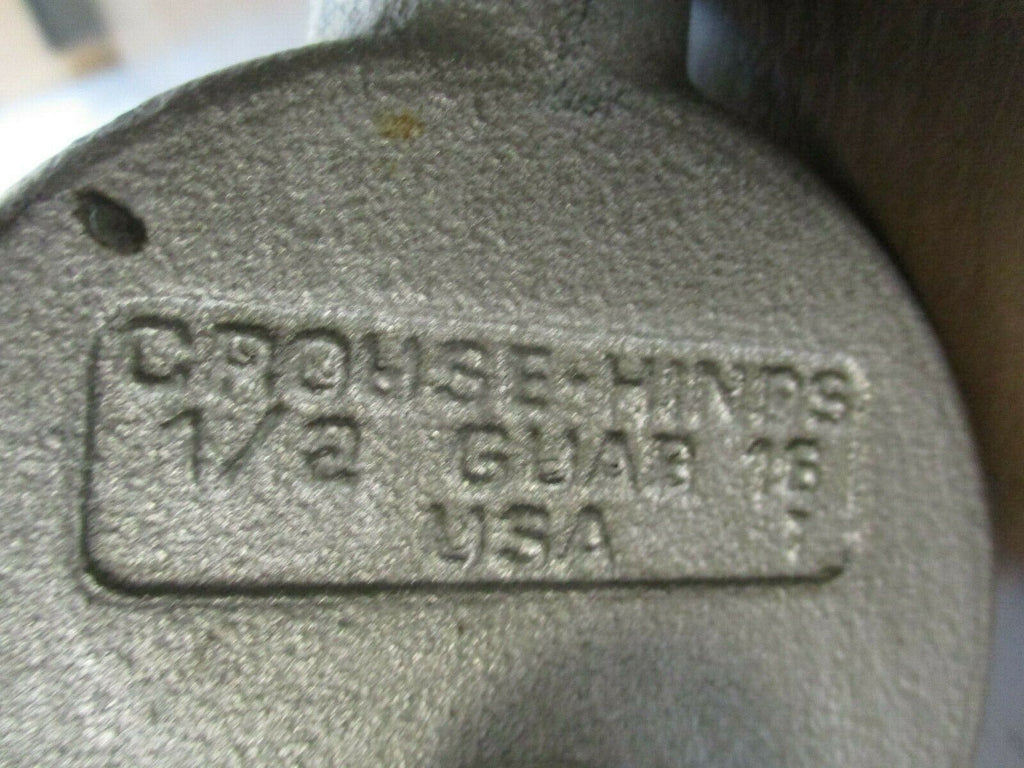 CROUSE-HINDS
1/2 GUAB 16
USA